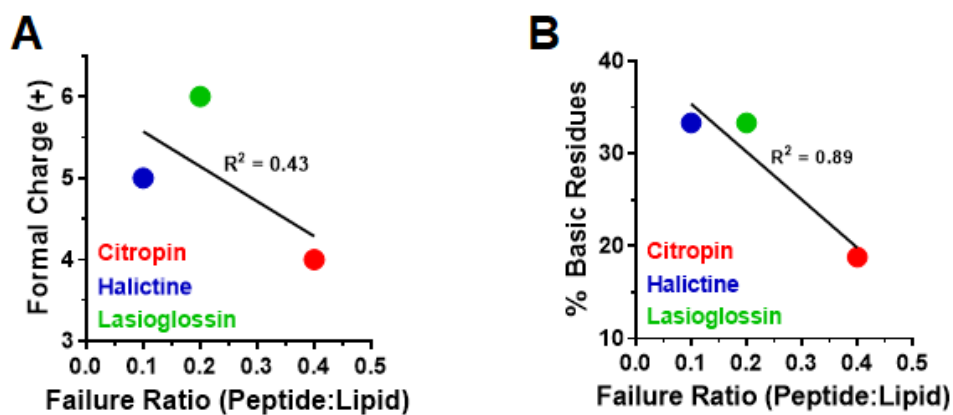 A
Formal Charge (+)
6
5
4
3
R² = 0.43
Citropin
Halictine
Lasioglossin
0.0 0.1 0.2 0.3 0.4 0.5
Failure Ratio (Peptide:Lipid)
B
% Basic Residues
40
30
20
10
R² = 0.89
Citropin
Halictine
Lasioglossin
0.0 0.1 0.2 0.3 0.4 0.5
Failure Ratio (Peptide:Lipid)